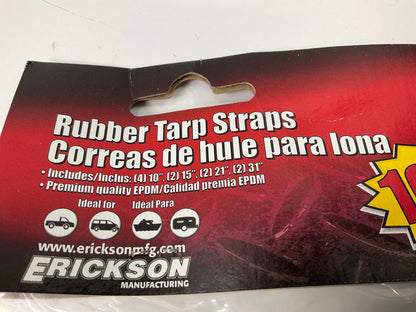 Rubber Tarp Straps
Correas de hule para lona
• Includes/Inclus: (4) 10", (2) 15", (2) 21", (2) 31"
• Premium quality EPDM/Calidad premia EPDM
Ideal for Ideal Para
www.ericksonmfg.com
ERICKSON
MANUFACTURING